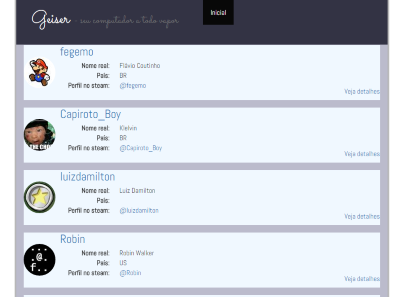 Geiser - seu computador a todo vapor
Inicial
fegemo
Nome real: Flávio Coutinho
País: BR
Perfil no steam: @fegemo
Veja detalhes
Capiroto_Boy
Nome real: Klelvin
País: BR
Perfil no steam: @Capiroto_Boy
Veja detalhes
THE CHO
luizdamilton
Nome real: Luiz Damilton
País:
Perfil no steam: @luizdamilton
Veja detalhes
Robin
Nome real: Robin Walker
País: US
Perfil no steam: @Robin
Veja detalhes
@
f